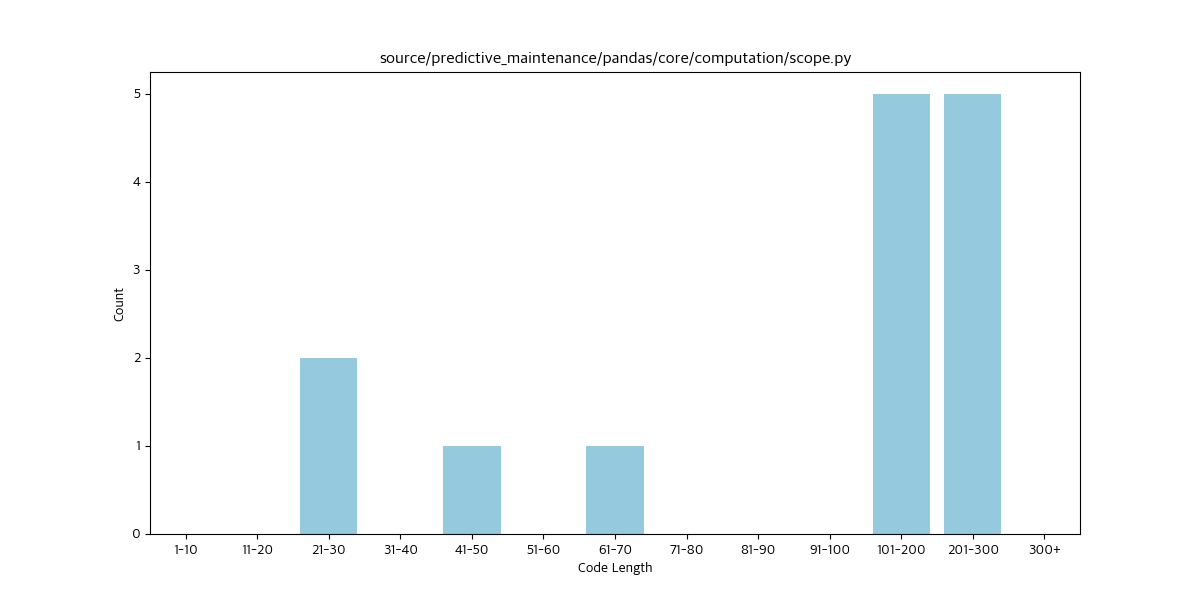 source/predictive_maintenance/pandas/core/computation/scope.py
5
4
3
2
1
0
Count
1-10 11-20 21-30 31-40 41-50 51-60 61-70 71-80 81-90 91-100 101-200 201-300 300+
Code Length